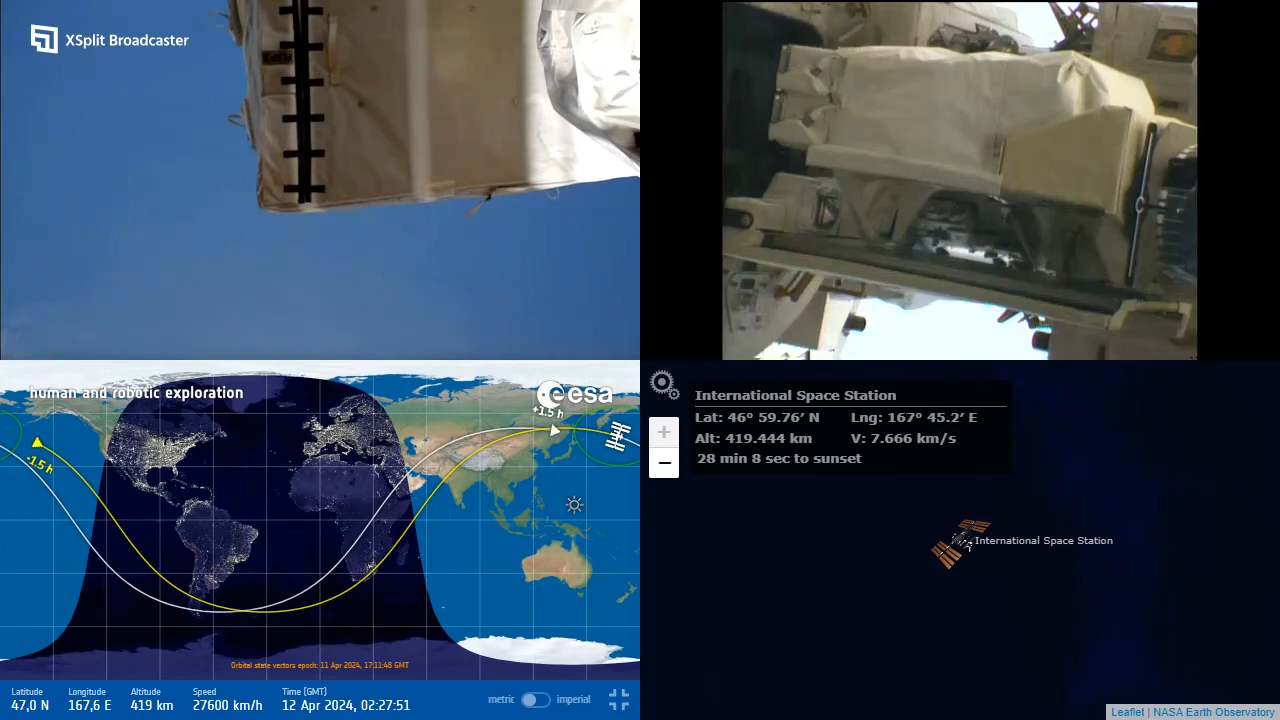 XSplit Broadcaster
human and robotic exploration
esa
+1.5 h
-1.5 h
Orbital state vectors epoch: 11 Apr 2024, 17:11:48 GMT
Latitude
47,0 N
Longitude
167,6 E
Altitude
419 km
Speed
27600 km/h
Time (GMT)
12 Apr 2024, 02:27:51
metric
imperial
+
−
International Space Station
Lat: 46° 59.76′ N Lng: 167° 45.2′ E
Alt: 419.444 km V: 7.666 km/s
28 min 8 sec to sunset
International Space Station
Leaflet | NASA Earth Observatory